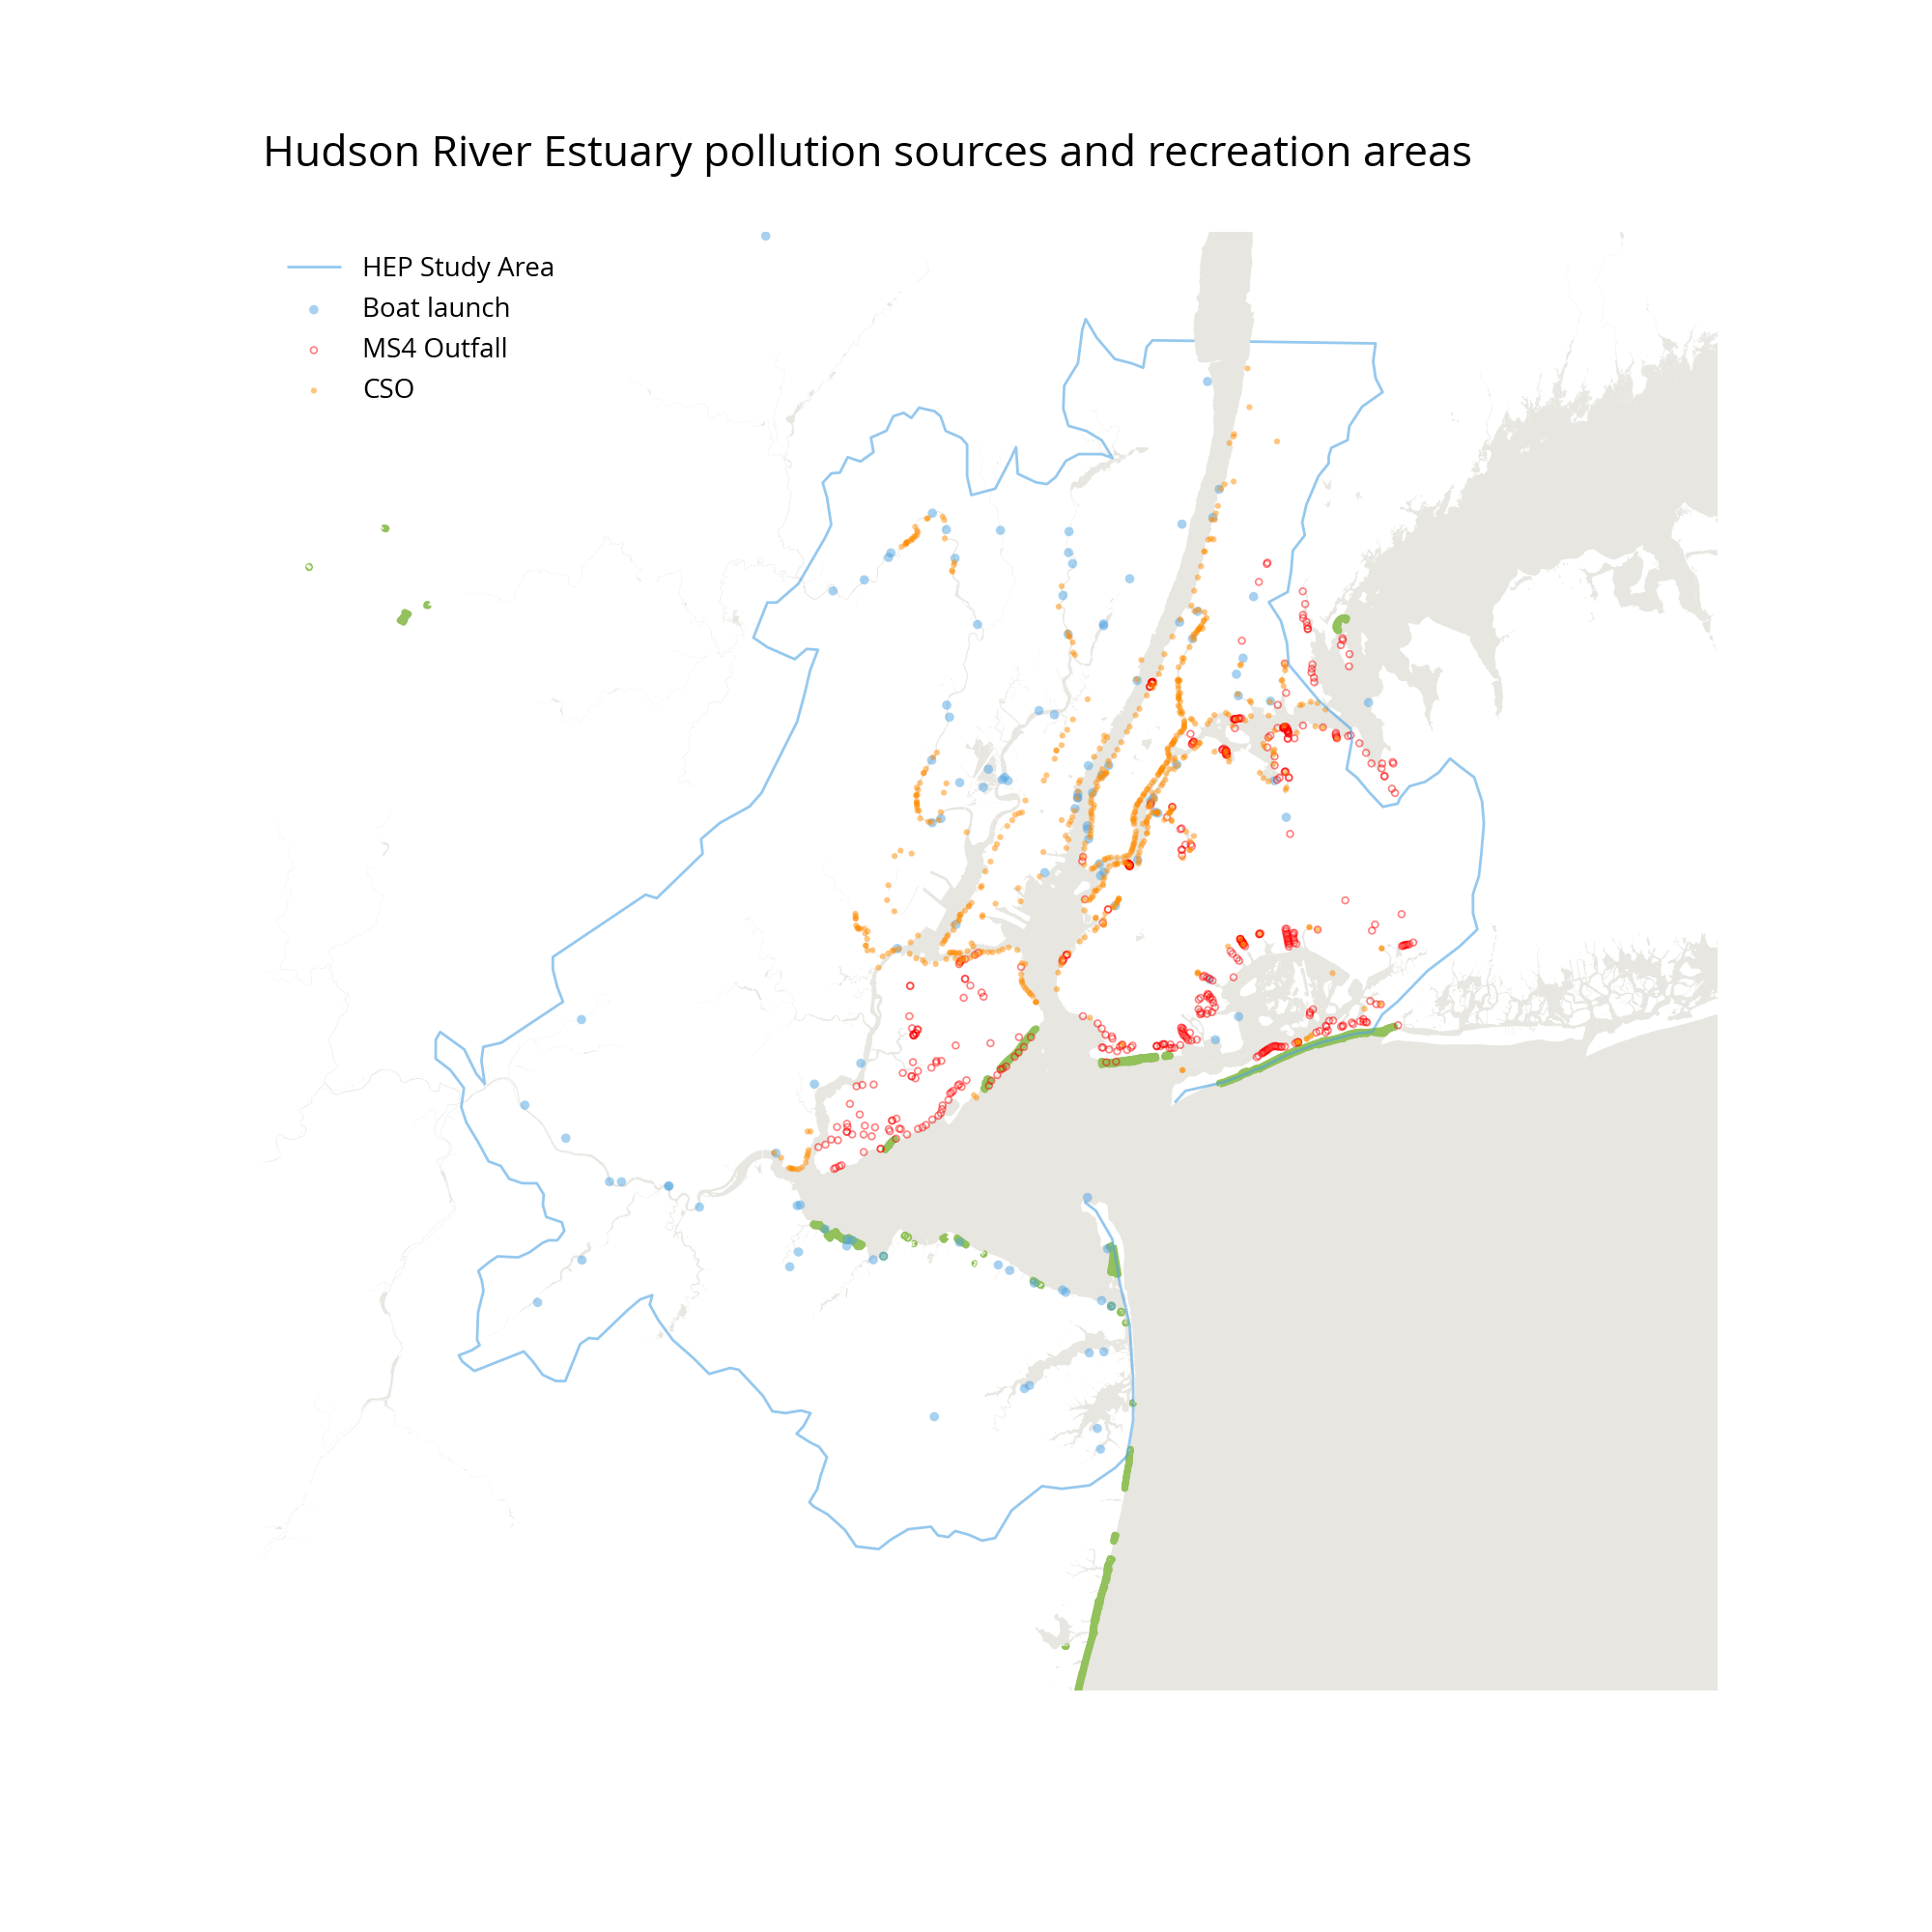 Hudson River Estuary pollution sources and recreation areas
HEP Study Area
Boat launch
MS4 Outfall
CSO